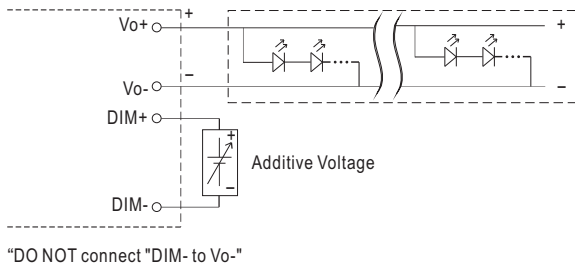 Vo+
+
+
Vo-
−
−
DIM+
+
Additive Voltage
−
DIM-
“DO NOT connect "DIM- to Vo-"